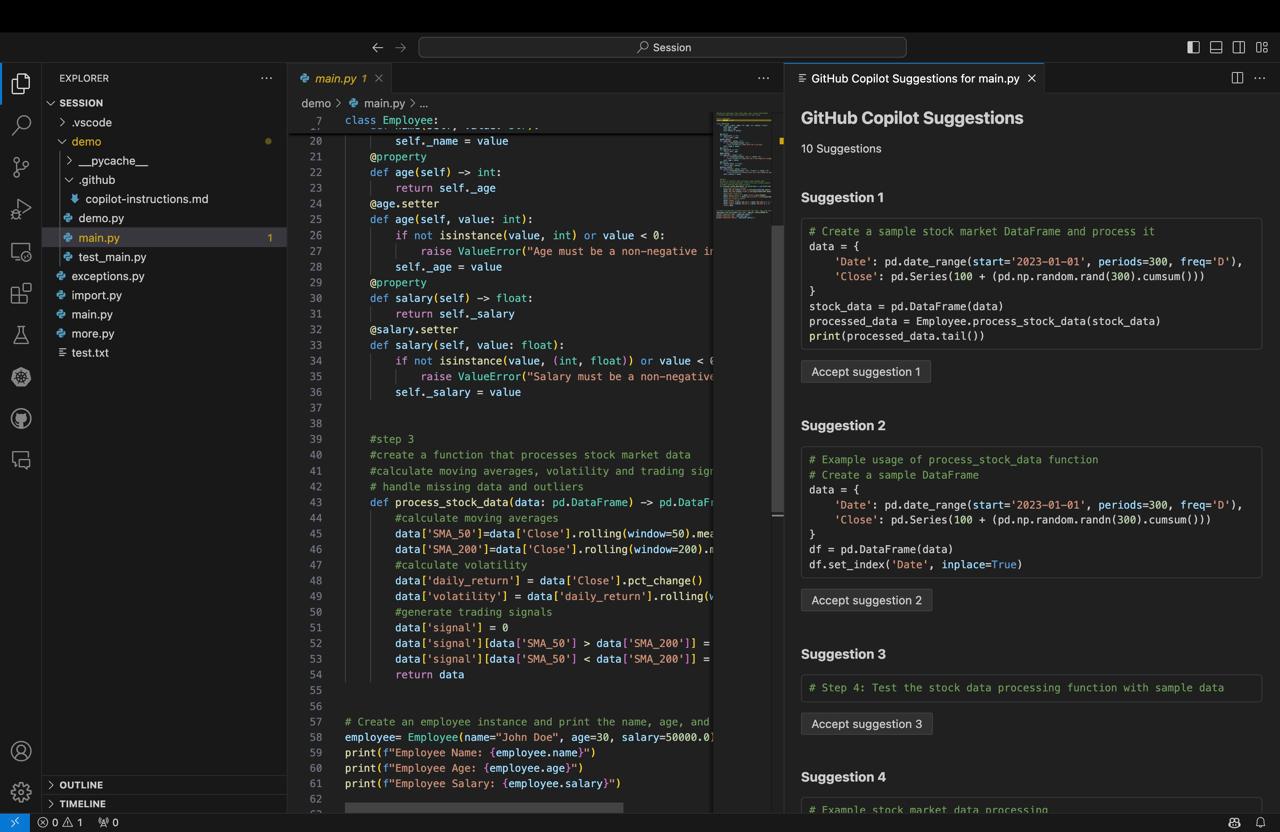 Session
EXPLORER
SESSION
.vscode
demo
__pycache__
.github
copilot-instructions.md
demo.py
main.py 1
test_main.py
exceptions.py
import.py
main.py
more.py
test.txt
OUTLINE
TIMELINE
main.py 1
demo > main.py > ...
7 class Employee:
20 self._name = value
21 @property
22 def age(self) -> int:
23 return self._age
24 @age.setter
25 def age(self, value: int):
26 if not isinstance(value, int) or value < 0:
27 raise ValueError("Age must be a non-negative in
28 self._age = value
29 @property
30 def salary(self) -> float:
31 return self._salary
32 @salary.setter
33 def salary(self, value: float):
34 if not isinstance(value, (int, float)) or value < 0
35 raise ValueError("Salary must be a non-negative
36 self._salary = value
37
38
39 #step 3
40 #create a function that processes stock market data
41 #calculate moving averages, volatility and trading sign
42 # handle missing data and outliers
43 def process_stock_data(data: pd.DataFrame) -> pd.DataFr
44 #calculate moving averages
45 data['SMA_50']=data['Close'].rolling(window=50).mea
46 data['SMA_200']=data['Close'].rolling(window=200).m
47 #calculate volatility
48 data['daily_return'] = data['Close'].pct_change()
49 data['volatility'] = data['daily_return'].rolling(w
50 #generate trading signals
51 data['signal'] = 0
52 data['signal'][data['SMA_50'] > data['SMA_200']] =
53 data['signal'][data['SMA_50'] < data['SMA_200']] =
54 return data
55
56
57 # Create an employee instance and print the name, age, and
58 employee= Employee(name="John Doe", age=30, salary=50000.0)
59 print(f"Employee Name: {employee.name}")
60 print(f"Employee Age: {employee.age}")
61 print(f"Employee Salary: {employee.salary}")
62
GitHub Copilot Suggestions for main.py
GitHub Copilot Suggestions
10 Suggestions
Suggestion 1
# Create a sample stock market DataFrame and process it
data = {
'Date': pd.date_range(start='2023-01-01', periods=300, freq='D'),
'Close': pd.Series(100 + (pd.np.random.rand(300).cumsum()))
}
stock_data = pd.DataFrame(data)
processed_data = Employee.process_stock_data(stock_data)
print(processed_data.tail())
Accept suggestion 1
Suggestion 2
# Example usage of process_stock_data function
# Create a sample DataFrame
data = {
'Date': pd.date_range(start='2023-01-01', periods=300, freq='D'),
'Close': pd.Series(100 + (pd.np.random.randn(300).cumsum()))
}
df = pd.DataFrame(data)
df.set_index('Date', inplace=True)
Accept suggestion 2
Suggestion 3
# Step 4: Test the stock data processing function with sample data
Accept suggestion 3
Suggestion 4
# Example stock market data processing
0 1 0